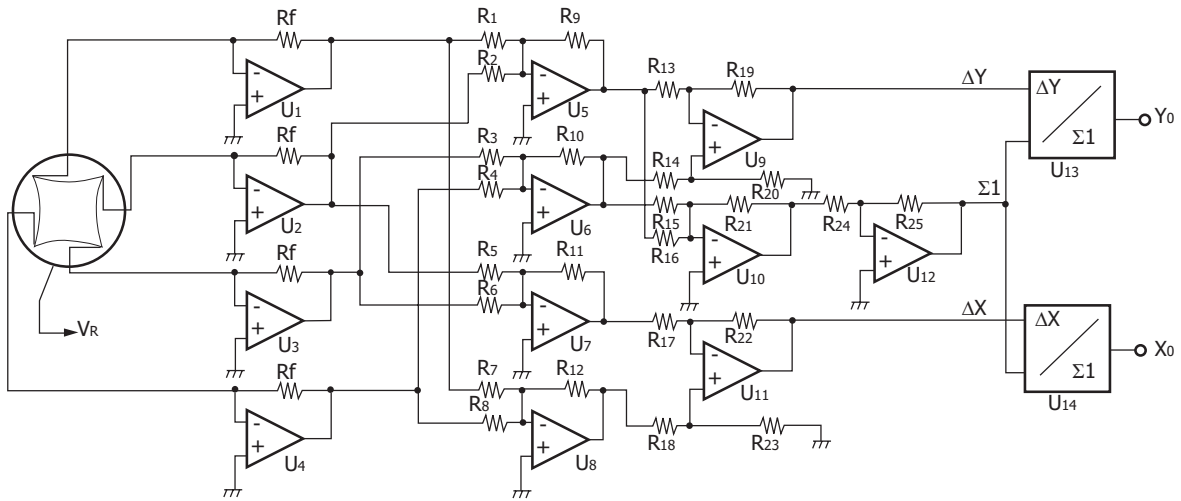 Rf
R1
R9
R2
U1
U5
R13
R19
ΔY
ΔY
Σ1
Y0
U13
Rf
R3
R10
R4
U9
R14
R20
U2
U6
R15
R16
R21
U10
R24
R25
U12
Σ1
Rf
R5
R11
R6
VR
U3
U7
R17
R22
ΔX
ΔX
Σ1
X0
U14
Rf
R7
R12
R8
U11
R18
R23
U4
U8